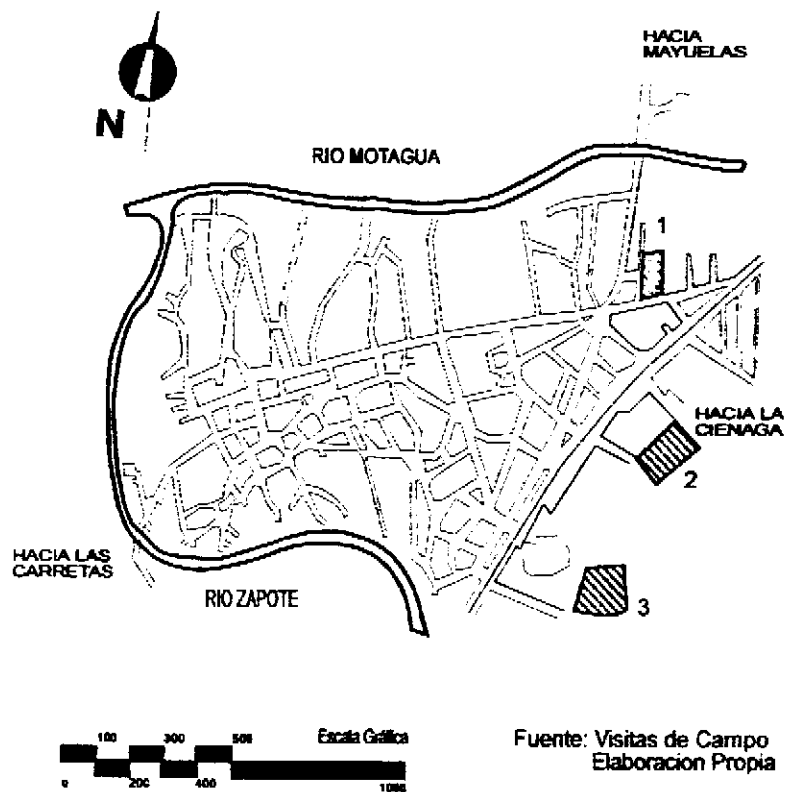 HACIA
MAYUELAS
N
RIO MOTAGUA
1
HACIA LA
CIENAGA
2
HACIA LAS
CARRETAS
RIO ZAPOTE
3
100 300 500 Escala Gráfica
0 200 400 1000
Fuente: Visitas de Campo
Elaboracion Propia